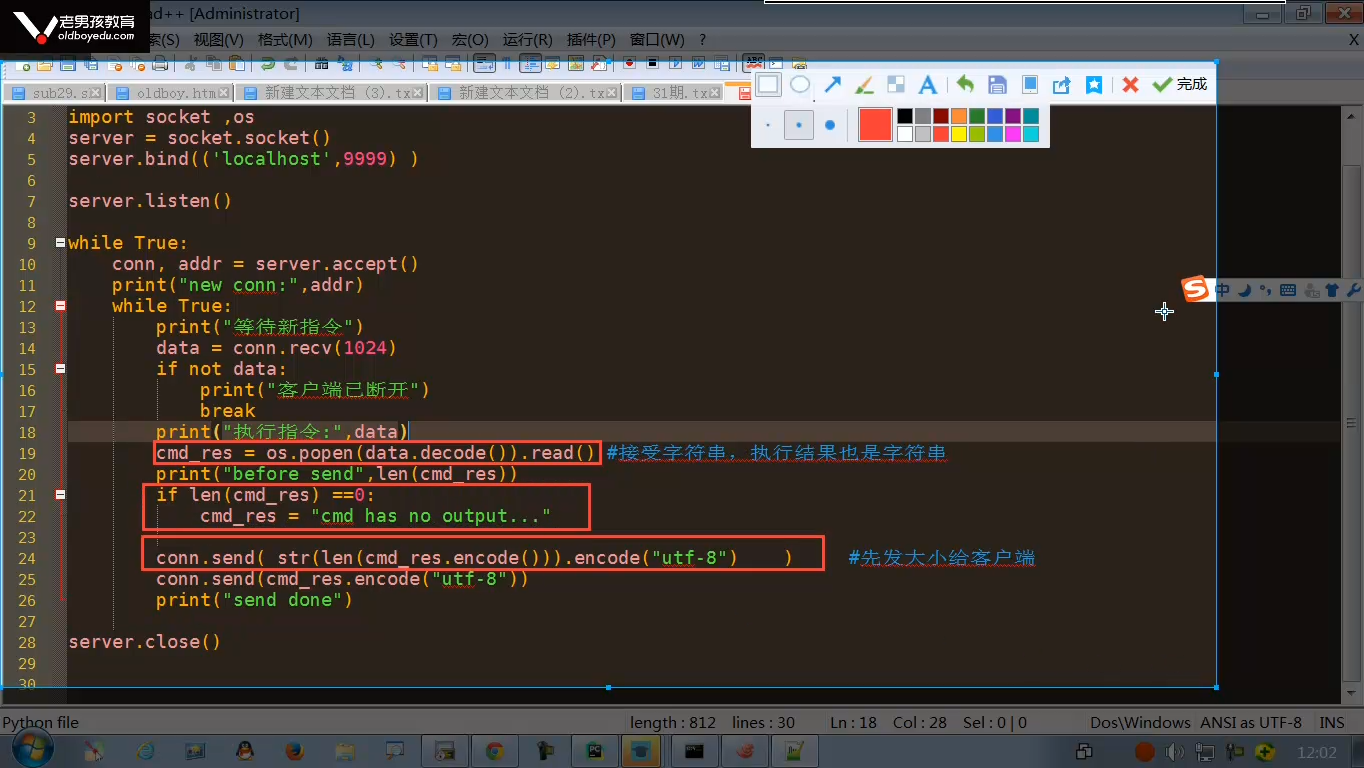 老男孩教育
oldboyedu.com
ad++ [Administrator]
索(S) 视图(V) 格式(M) 语言(L) 设置(T) 宏(O) 运行(R) 插件(P) 窗口(W) ? X
sub29.s oldboy.htm 新建文本文档 (3).tx 新建文本文档 (2).tx 31期.tx
完成
3 import socket ,os
4 server = socket.socket()
5 server.bind(('localhost',9999) )
6
7 server.listen()
8
9 while True:
10 conn, addr = server.accept()
11 print("new conn:",addr)
12 while True:
中
13 print("等待新指令")
14 data = conn.recv(1024)
15 if not data:
16 print("客户端已断开")
17 break
18 print("执行指令:",data)
19 cmd_res = os.popen(data.decode()).read() #接受字符串，执行结果也是字符串
20 print("before send",len(cmd_res))
21 if len(cmd_res) ==0:
22 cmd_res = "cmd has no output..."
23
24 conn.send( str(len(cmd_res.encode())).encode("utf-8") ) #先发大小给客户端
25 conn.send(cmd_res.encode("utf-8"))
26 print("send done")
27
28 server.close()
29
30
Python file length : 812 lines : 30 Ln : 18 Col : 28 Sel : 0 | 0 Dos\Windows ANSI as UTF-8 INS
12:02